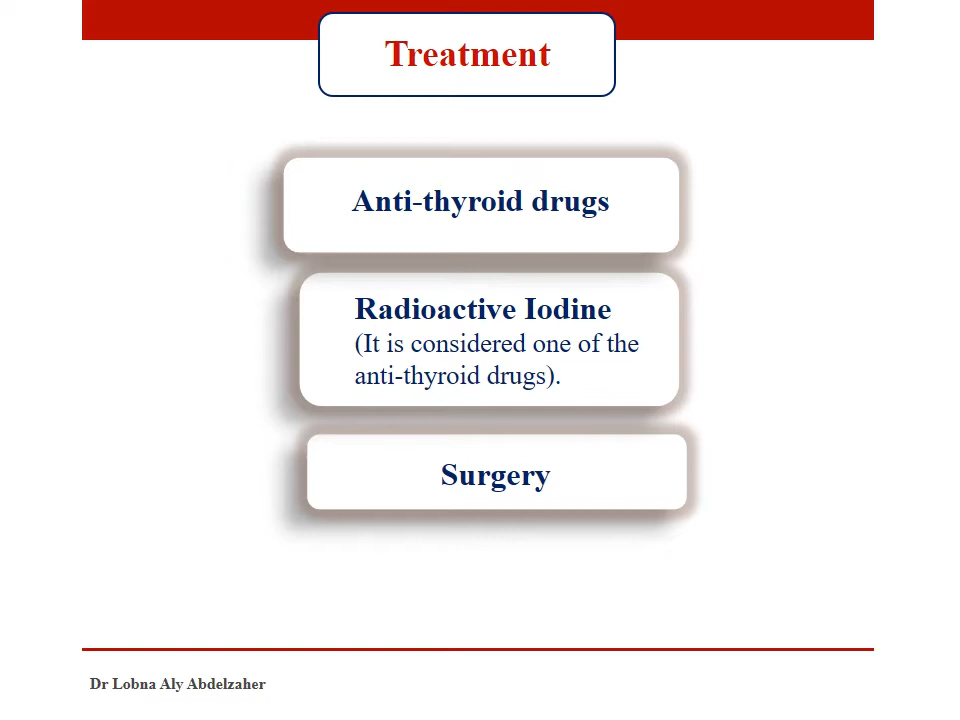 Treatment
Anti-thyroid drugs
Radioactive Iodine
(It is considered one of the
anti-thyroid drugs).
Surgery
Dr Lobna Aly Abdelzaher